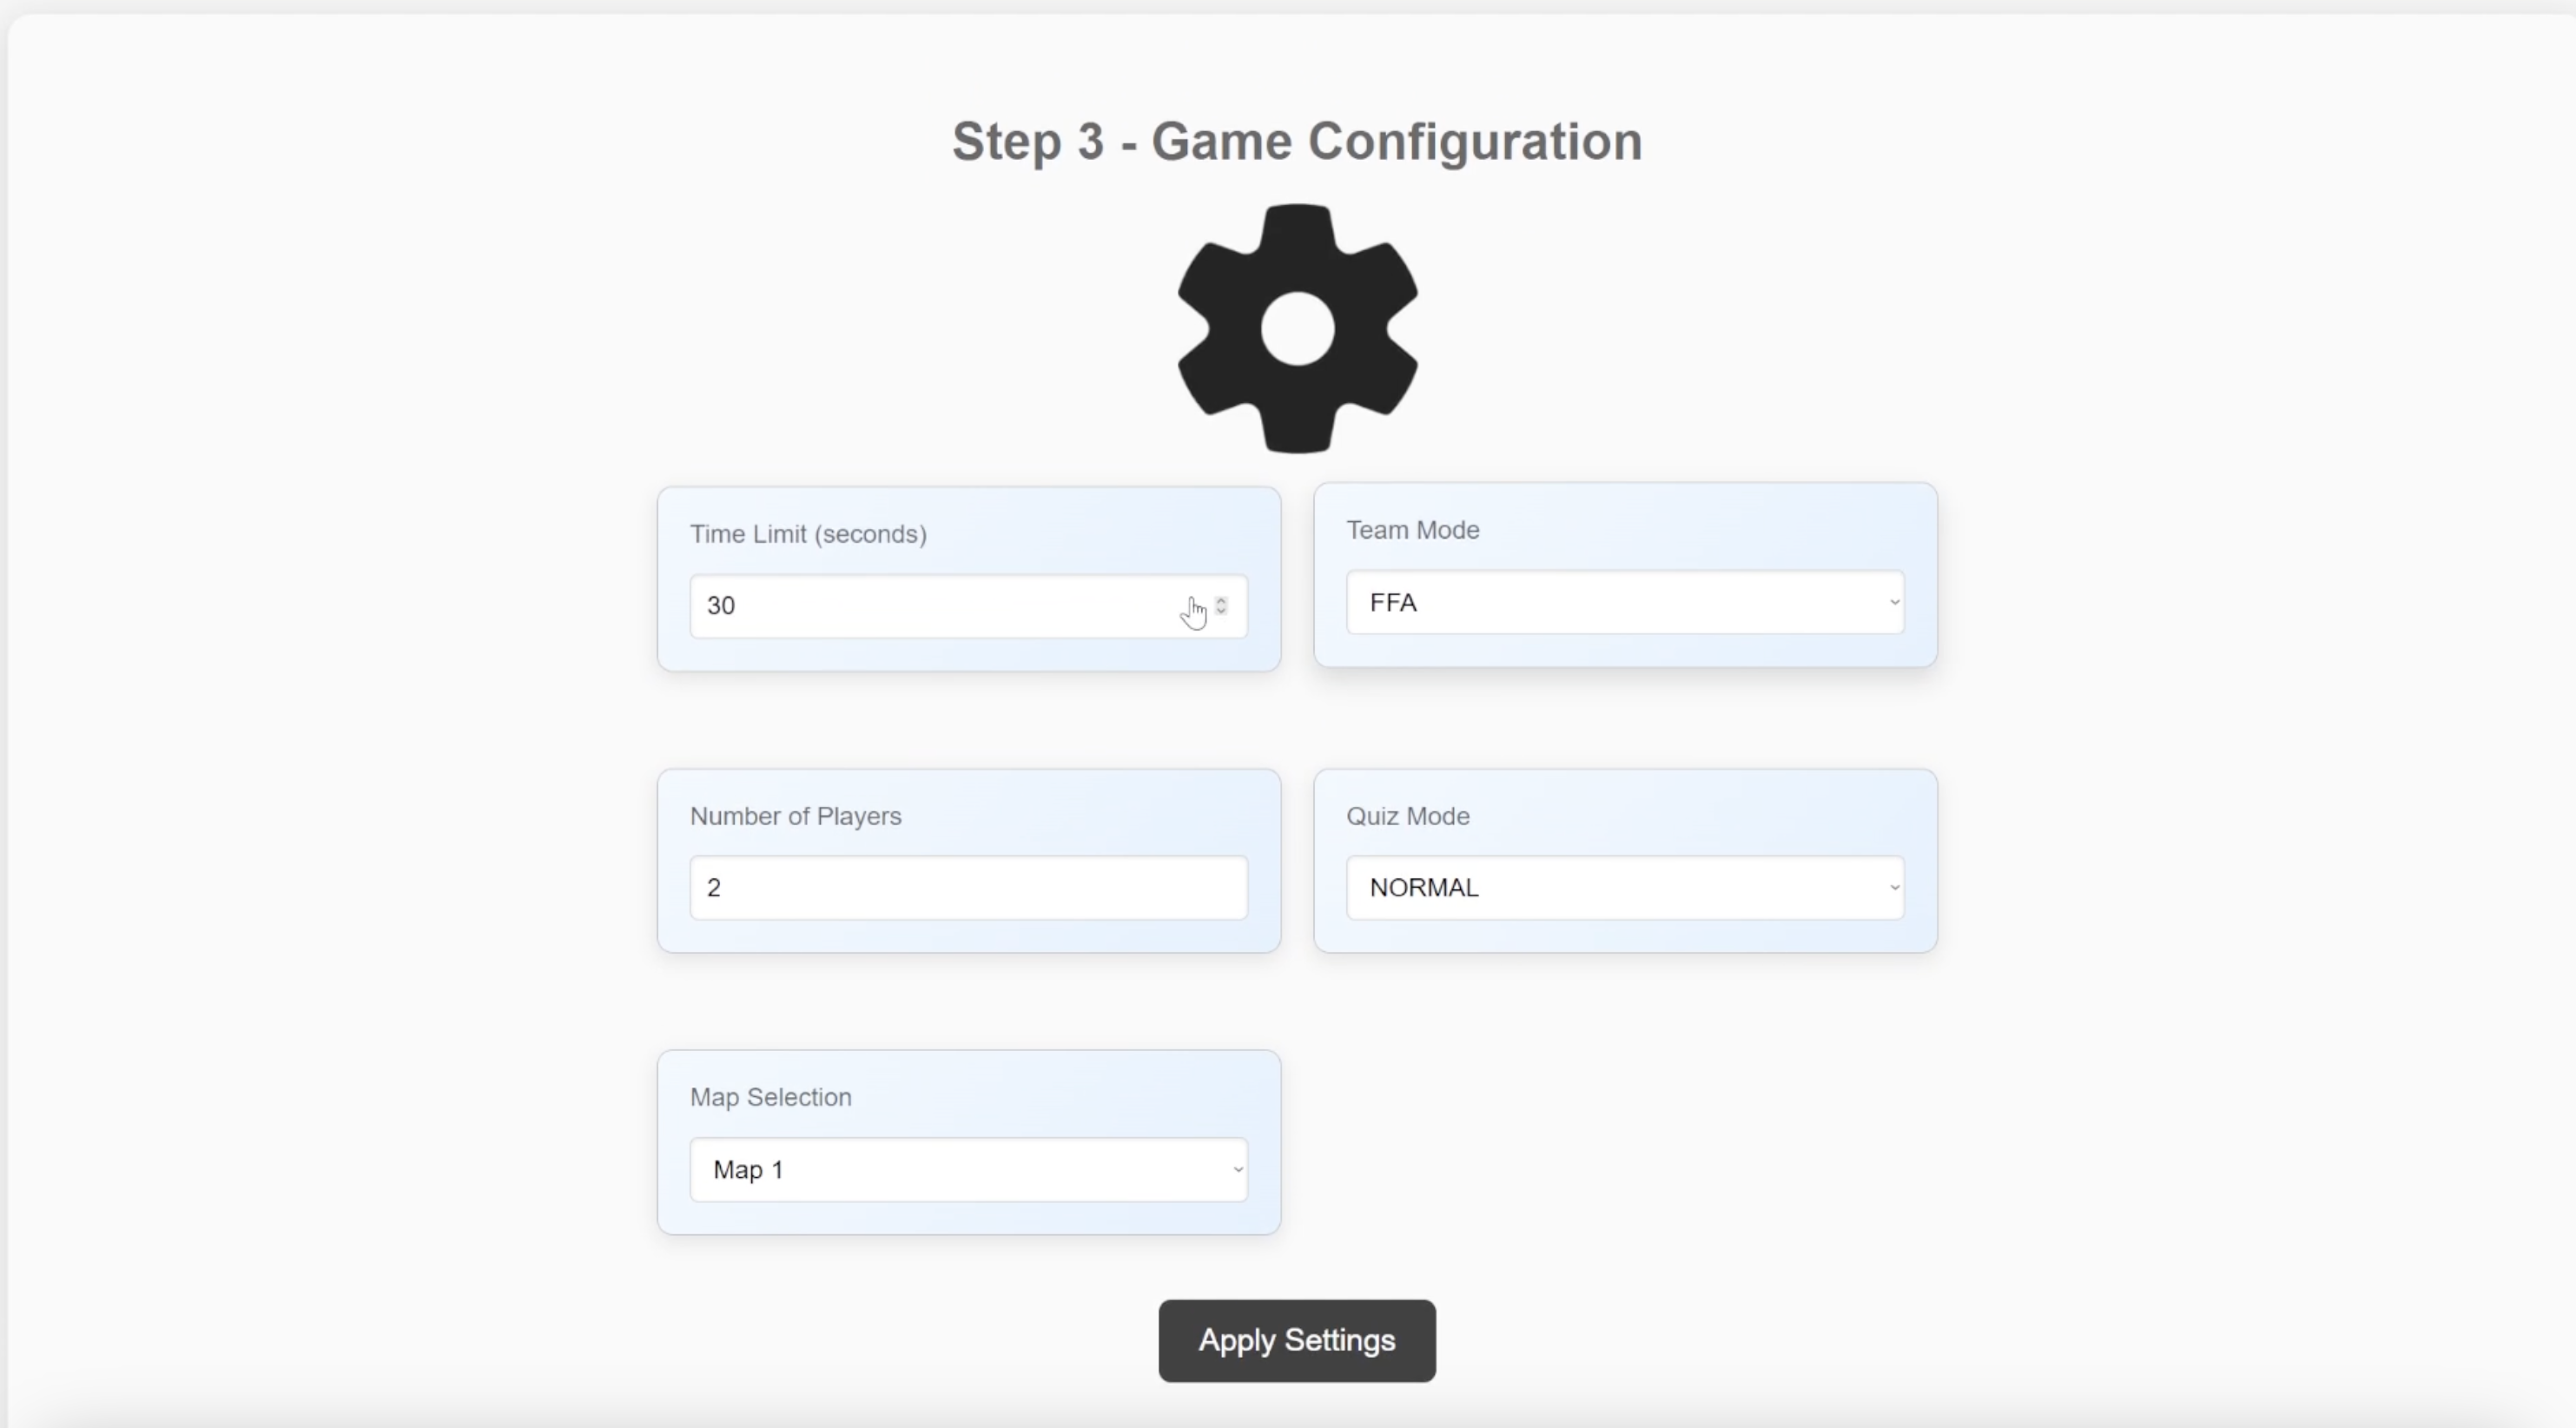 Step 3 - Game Configuration
Time Limit (seconds)
30
Team Mode
FFA
Number of Players
2
Quiz Mode
NORMAL
Map Selection
Map 1
Apply Settings